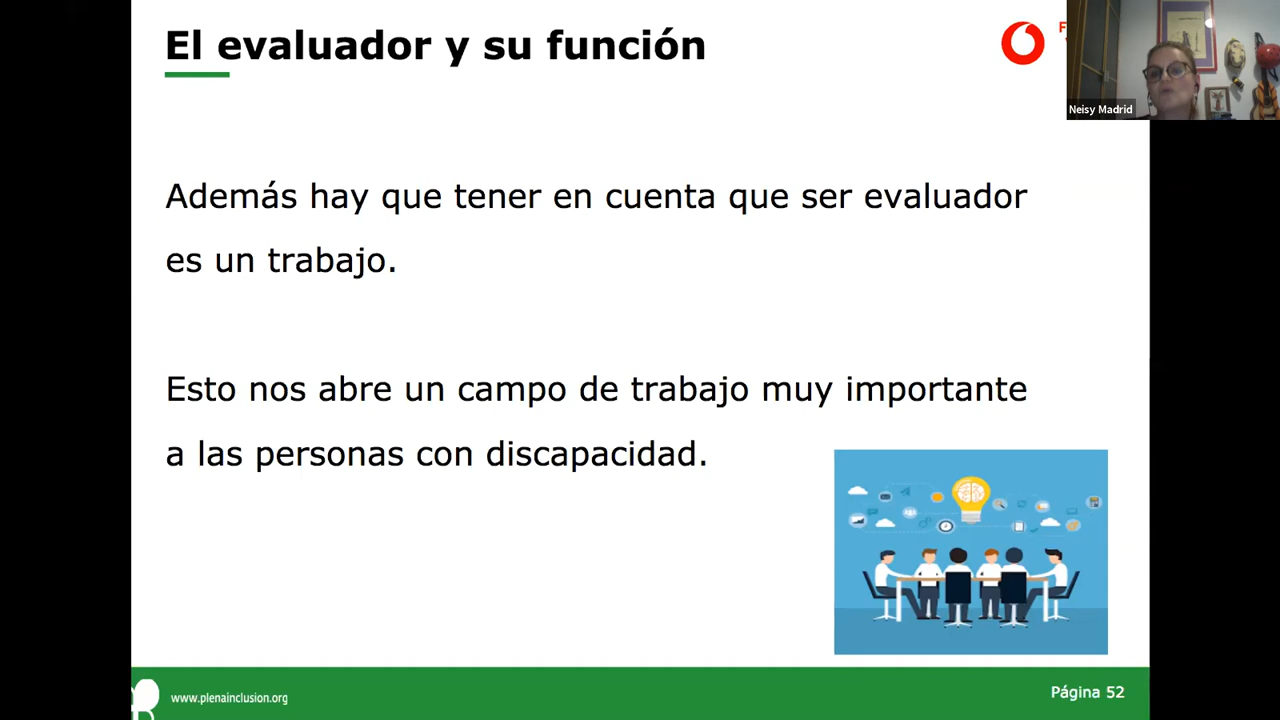 El evaluador y su función
Neisy Madrid
Además hay que tener en cuenta que ser evaluador
es un trabajo.
Esto nos abre un campo de trabajo muy importante
a las personas con discapacidad.
www.plenainclusion.org
Página 52